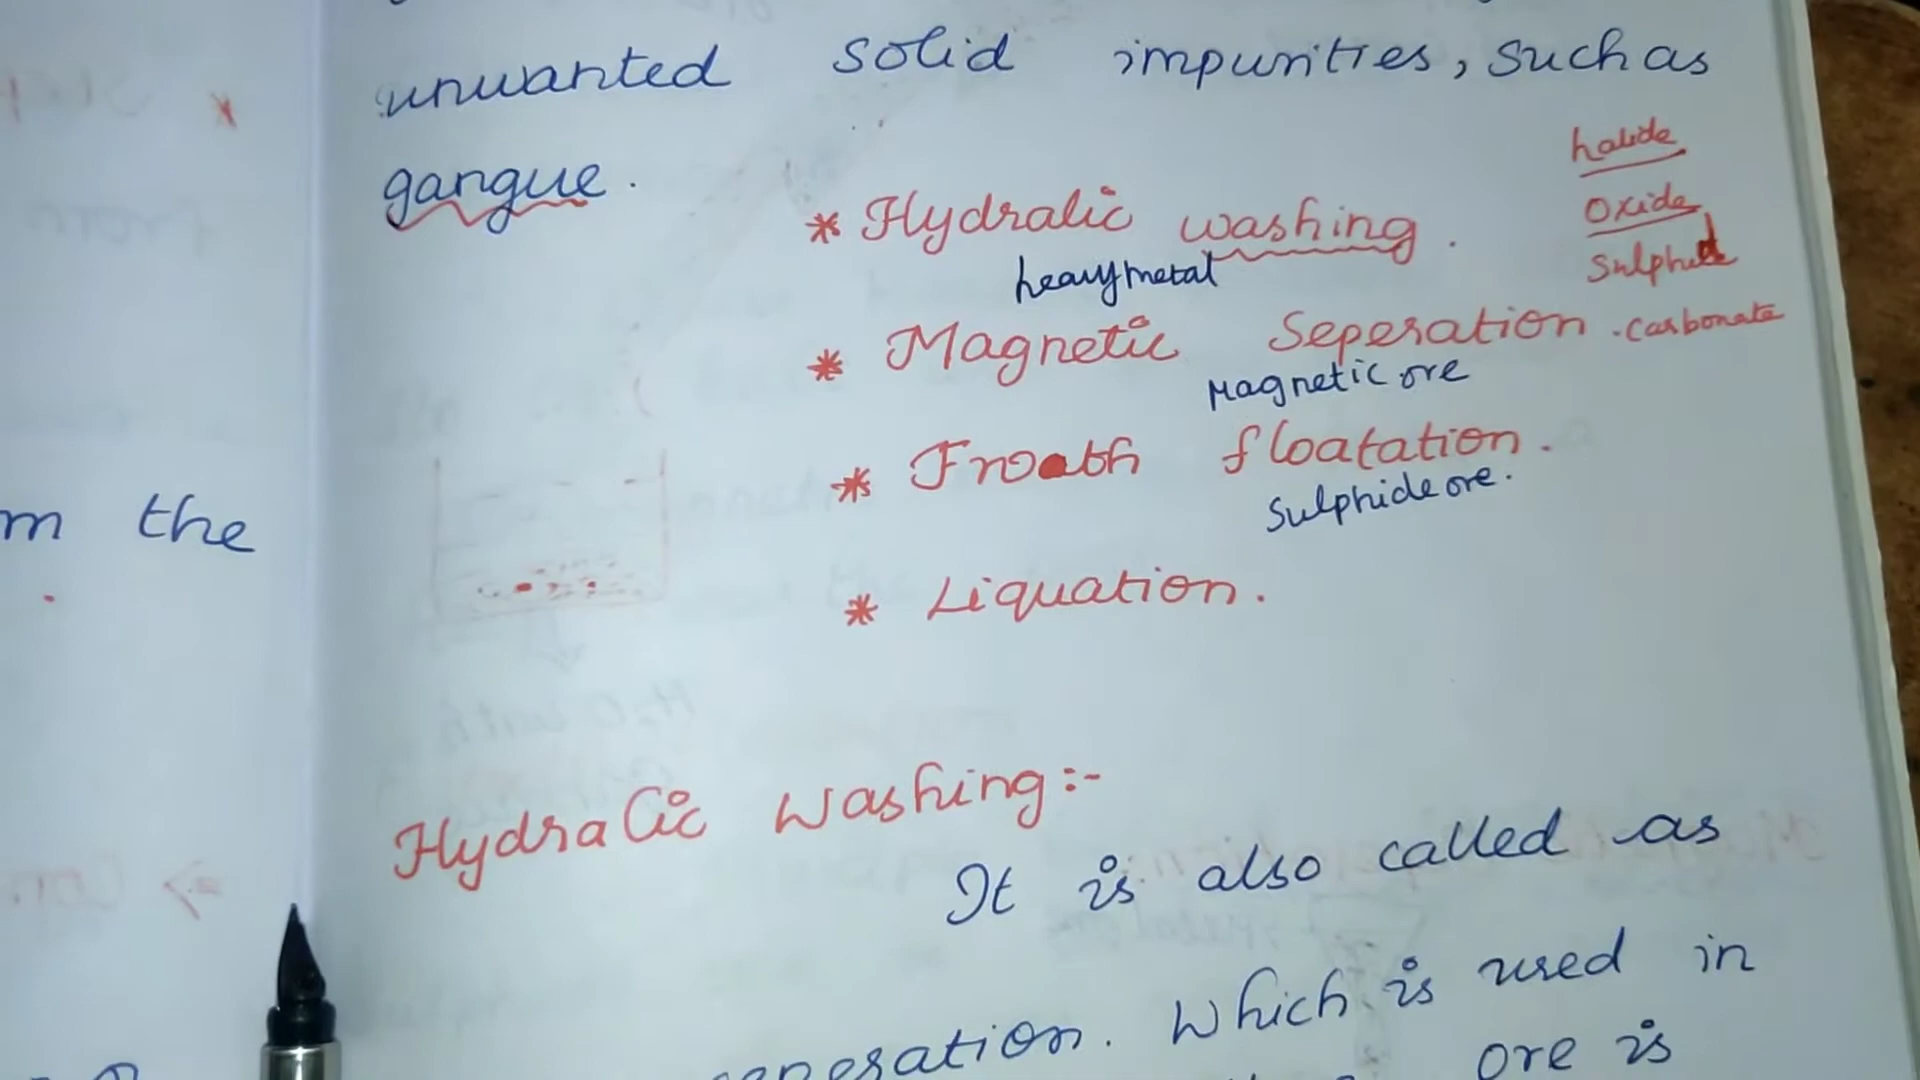 unwanted solid impurities, such as
gangue.
halide
* Hydralic washing.
oxide
heavy metal
sulphide
* Magnetic Seperation.
carbonate
Magnetic ore
* Froath floatation.
Sulphide ore.
m the
* Liquation.
Hydralic Washing:-
It is also called as
Which is used in
ore is